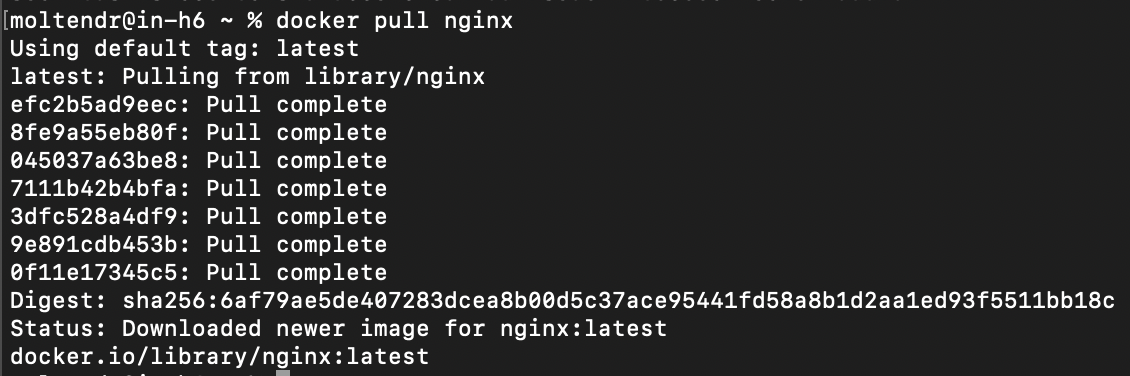 [moltendr@in-h6 ~ % docker pull nginx
Using default tag: latest
latest: Pulling from library/nginx
efc2b5ad9eec: Pull complete
8fe9a55eb80f: Pull complete
045037a63be8: Pull complete
7111b42b4bfa: Pull complete
3dfc528a4df9: Pull complete
9e891cdb453b: Pull complete
0f11e17345c5: Pull complete
Digest: sha256:6af79ae5de407283dcea8b00d5c37ace95441fd58a8b1d2aa1ed93f5511bb18c
Status: Downloaded newer image for nginx:latest
docker.io/library/nginx:latest